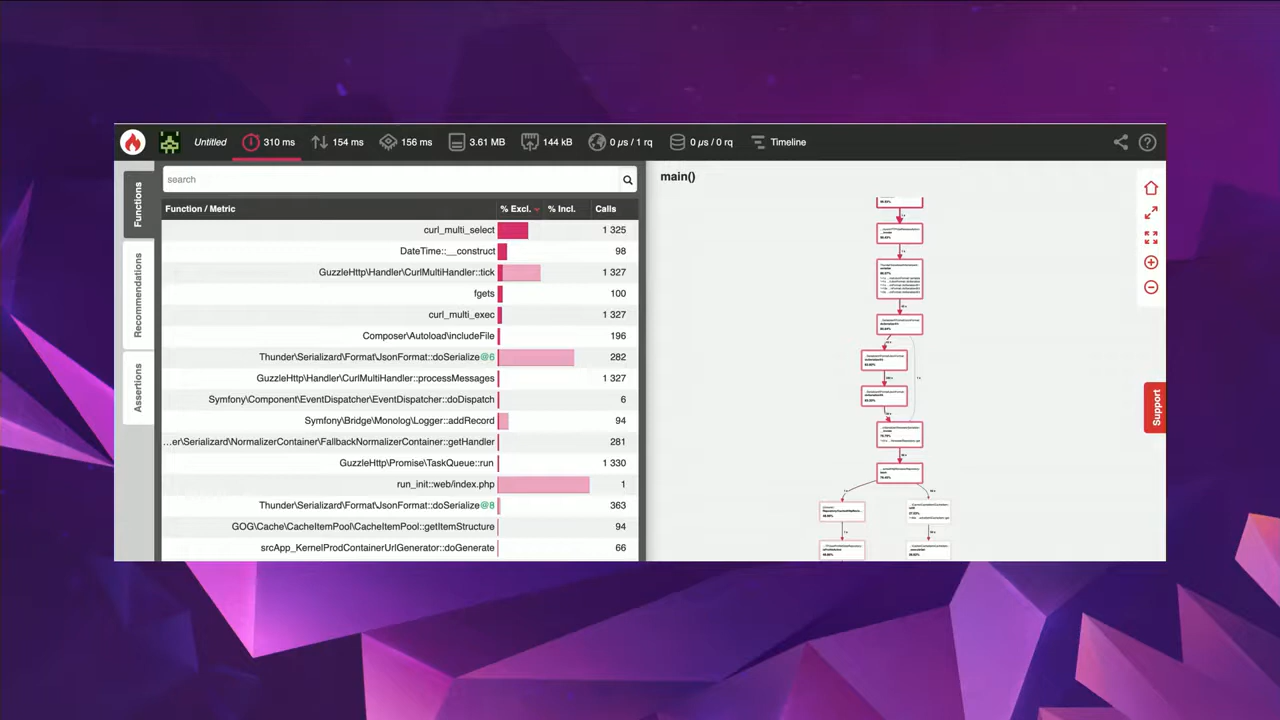 Untitled 310 ms 154 ms 156 ms 3.61 MB 144 kB 0 µs / 1 rq 0 µs / 0 rq Timeline
Functions
Recommendations
Assertions
search
Function / Metric % Excl. % Incl. Calls
curl_multi_select 1 325
DateTime::__construct 98
GuzzleHttp\Handler\CurlMultiHandler::tick 1 327
fgets 100
curl_multi_exec 1 327
Composer\Autoload\includeFile 196
Thunder\Serializard\Format\JsonFormat::doSerialize@6 282
GuzzleHttp\Handler\CurlMultiHandler::processMessages 1 327
Symfony\Component\EventDispatcher\EventDispatcher::doDispatch 5
Symfony\Bridge\Monolog\Logger::addRecord 94
...er\Serializard\NormalizerContainer\FallbackNormalizerContainer::getHandler 281
GuzzleHttp\Promise\TaskQueue::run 1 330
run_init::web/index.php 1
Thunder\Serializard\Format\JsonFormat::doSerialize@8 363
GOG\Cache\CacheItemPool\CacheItemPool::getItemStructure 94
srcApp_KernelProdContainerUrlGenerator::doGenerate 66
main()
Support